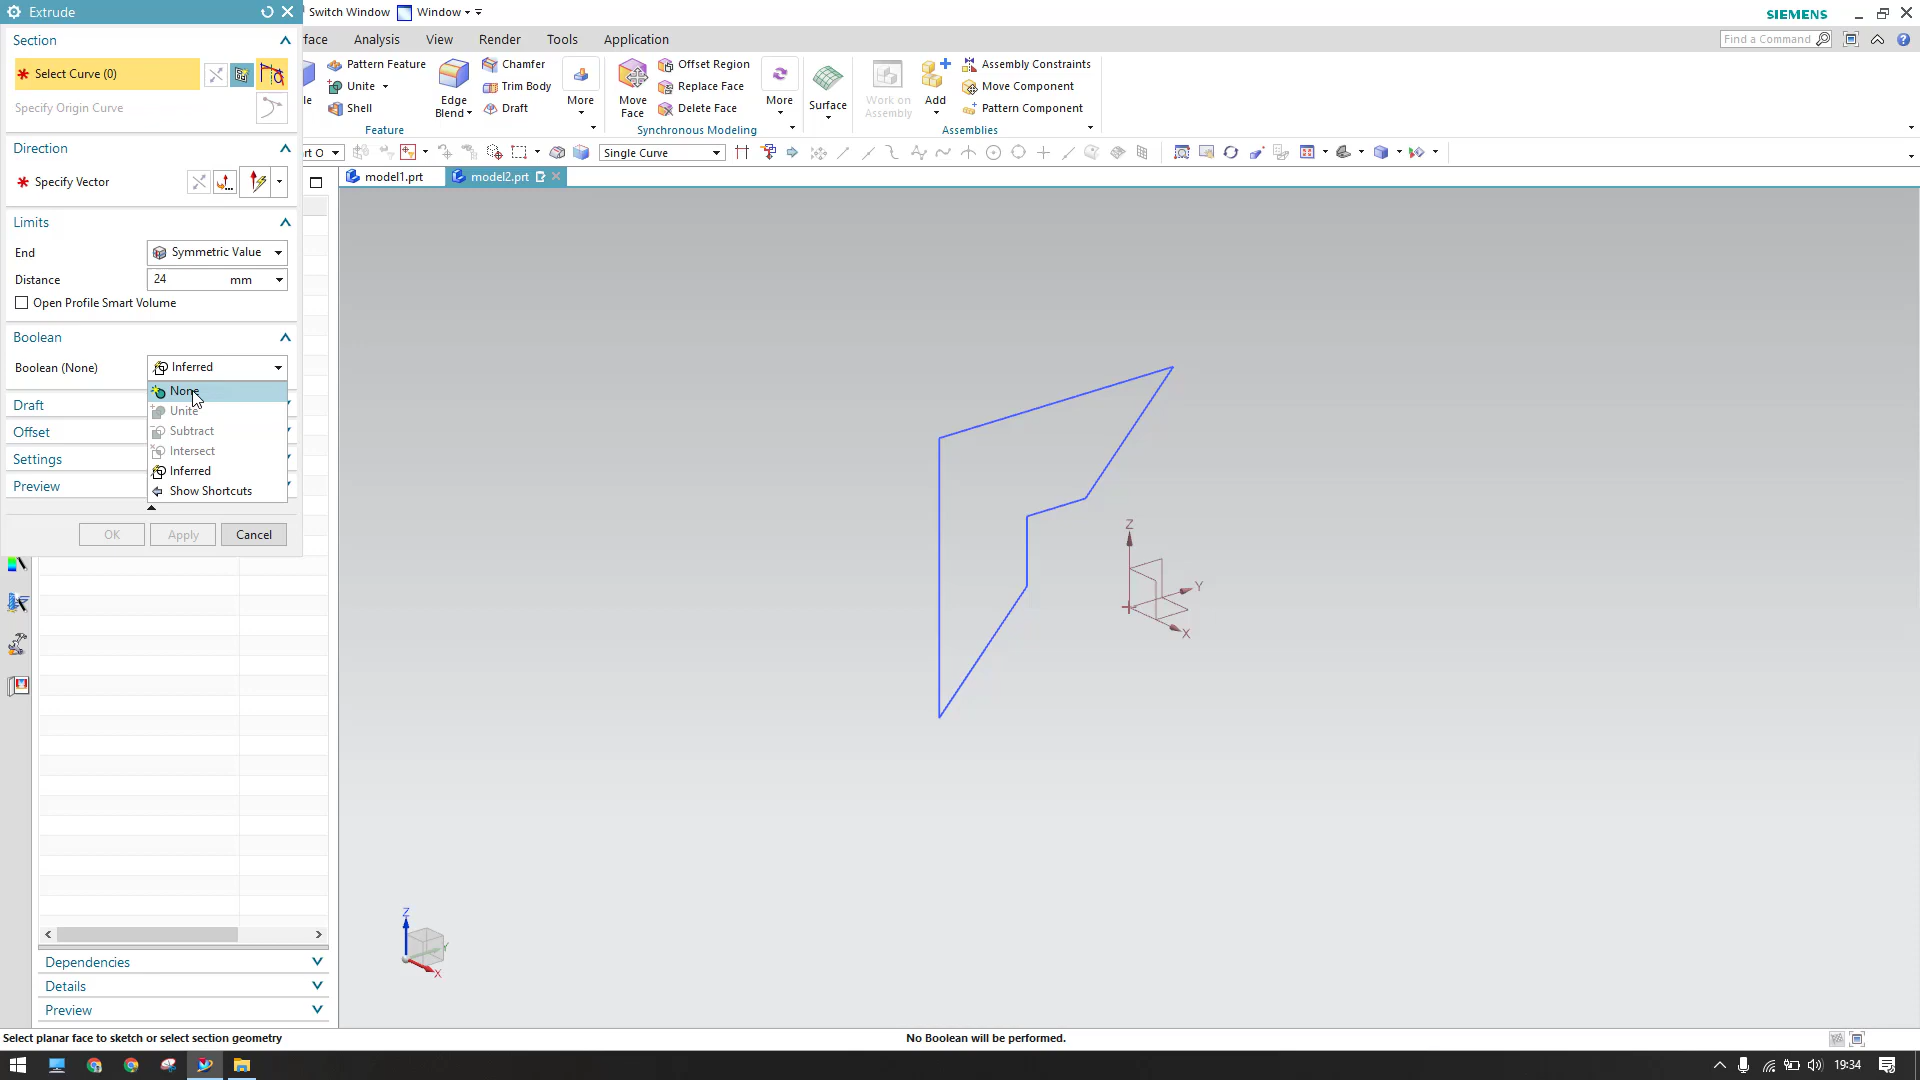 Extrude
Switch Window Window
SIEMENS
Section
face Analysis View Render Tools Application
Find a Command
Select Curve (0)
Specify Origin Curve
Pattern Feature
Unite
Shell
Edge Blend
Chamfer
Trim Body
Draft
More
Feature
Move Face
Offset Region
Replace Face
Delete Face
More
Synchronous Modeling
Surface
Work on Assembly
Add
Assembly Constraints
Move Component
Pattern Component
Assemblies
Direction
Specify Vector
Single Curve
model1.prt
model2.prt
Limits
End Symmetric Value
Distance 24 mm
Open Profile Smart Volume
Boolean
Boolean (None) Inferred
None
Unite
Subtract
Intersect
Inferred
Show Shortcuts
Draft
Offset
Settings
Preview
OK Apply Cancel
Z
Y
X
Z
Y
X
Dependencies
Details
Preview
Select planar face to sketch or select section geometry
No Boolean will be performed.
19:34